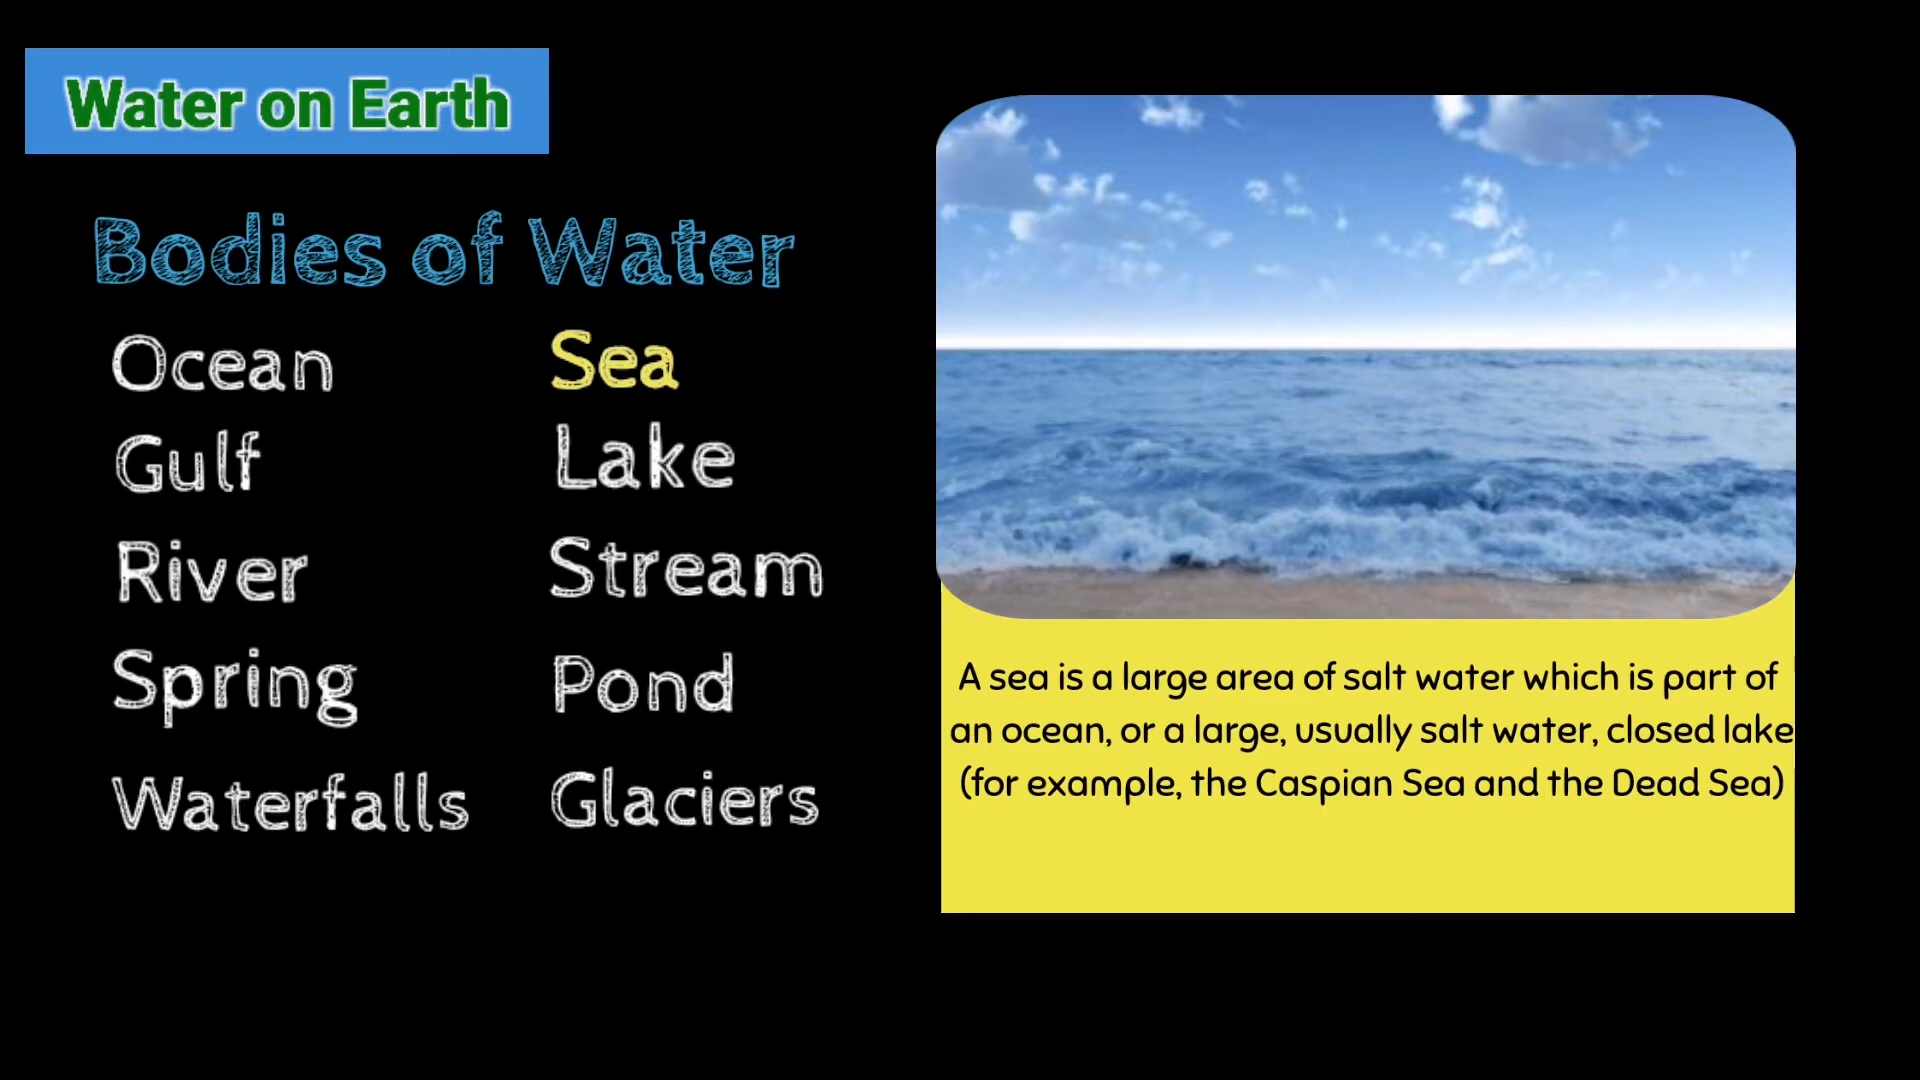 Water on Earth
Bodies of Water
Ocean
Sea
Gulf
Lake
River
Stream
Spring
Pond
Waterfalls
Glaciers
A sea is a large area of salt water which is part of
an ocean, or a large, usually salt water, closed lake
(for example, the Caspian Sea and the Dead Sea)